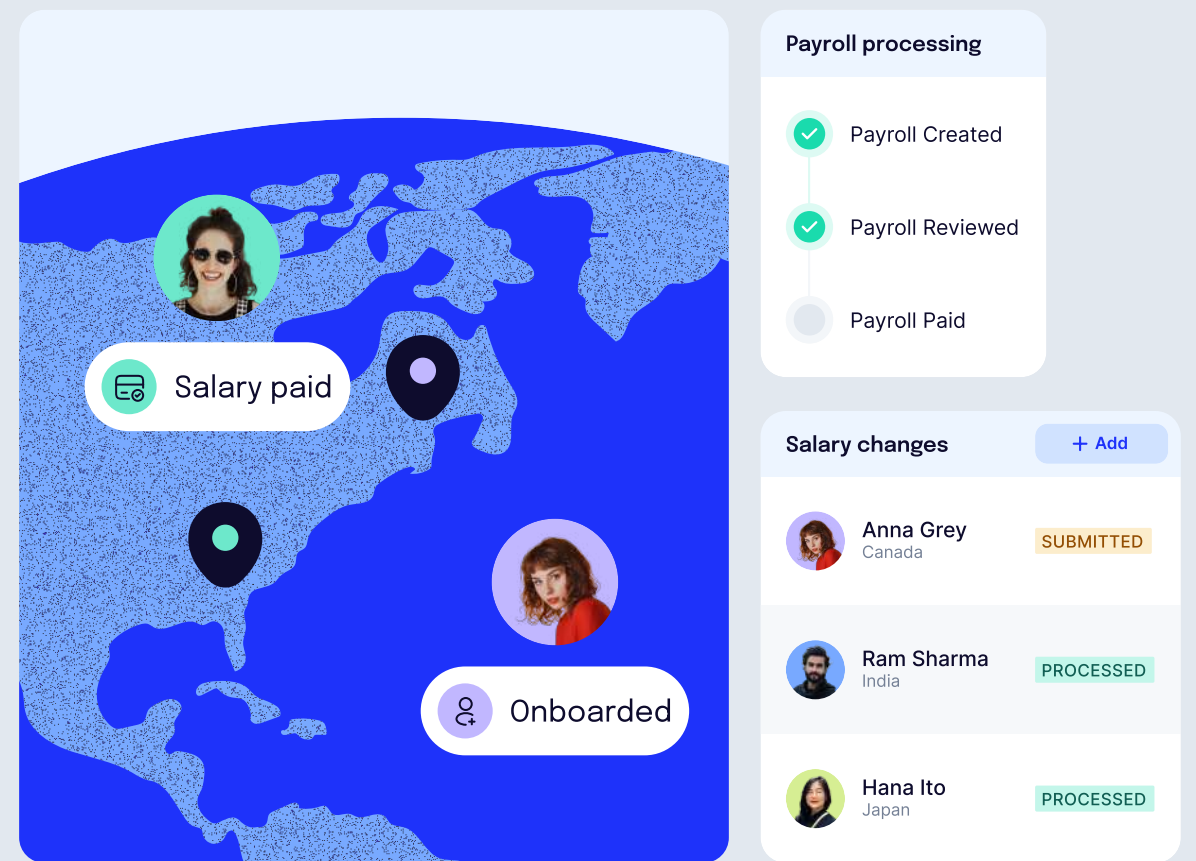 Salary paid
Onboarded
Payroll processing
Payroll Created
Payroll Reviewed
Payroll Paid
Salary changes
+ Add
Anna Grey
Canada
SUBMITTED
Ram Sharma
India
PROCESSED
Hana Ito
Japan
PROCESSED